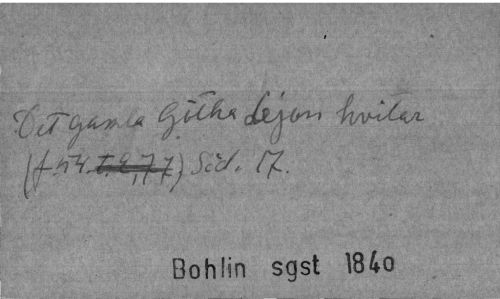 Det gamla Götha Lejon hvilar
Sid. 17.
Bohlin sgst 1840